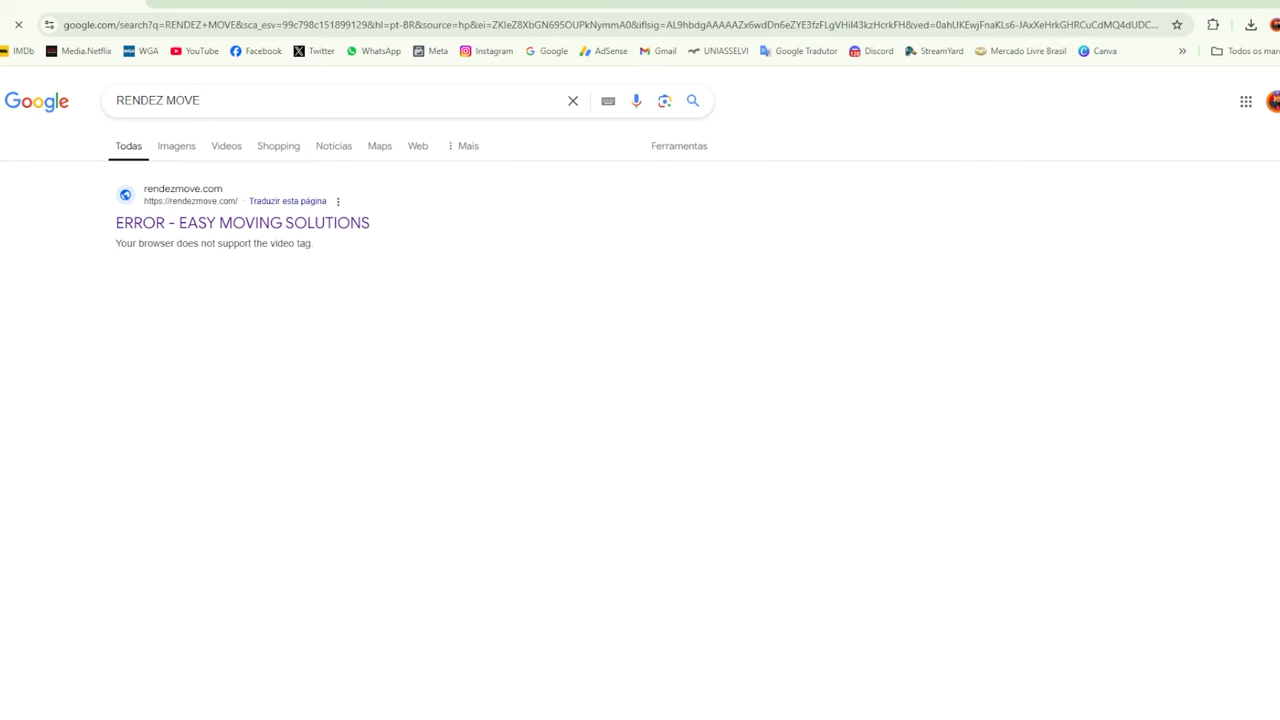 google.com/search?q=RENDEZ+MOVE&sca_esv=99c798c151899129&hl=pt-BR&source=hp&ei=ZKIeZ8XbGN695OUPkNymmA0&iflsig=AL9hbdgAAAAAZx6wdDn6eZYE3fzFLgVHiI43kzHcrkFH&ved=0ahUKEwjFnaKLs6-JAxXeHrkGHRCuCdMQ4dUDC...
IMDb Media.Netflix WGA YouTube Facebook Twitter WhatsApp Meta Instagram Google AdSense Gmail UNIASSELVI Google Tradutor Discord StreamYard Mercado Livre Brasil Canva » Todos os mar
Google RENDEZ MOVE
Todas Imagens Vídeos Shopping Notícias Maps Web Mais Ferramentas
rendezmove.com
https://rendezmove.com/ · Traduzir esta página
ERROR - EASY MOVING SOLUTIONS
Your browser does not support the video tag.